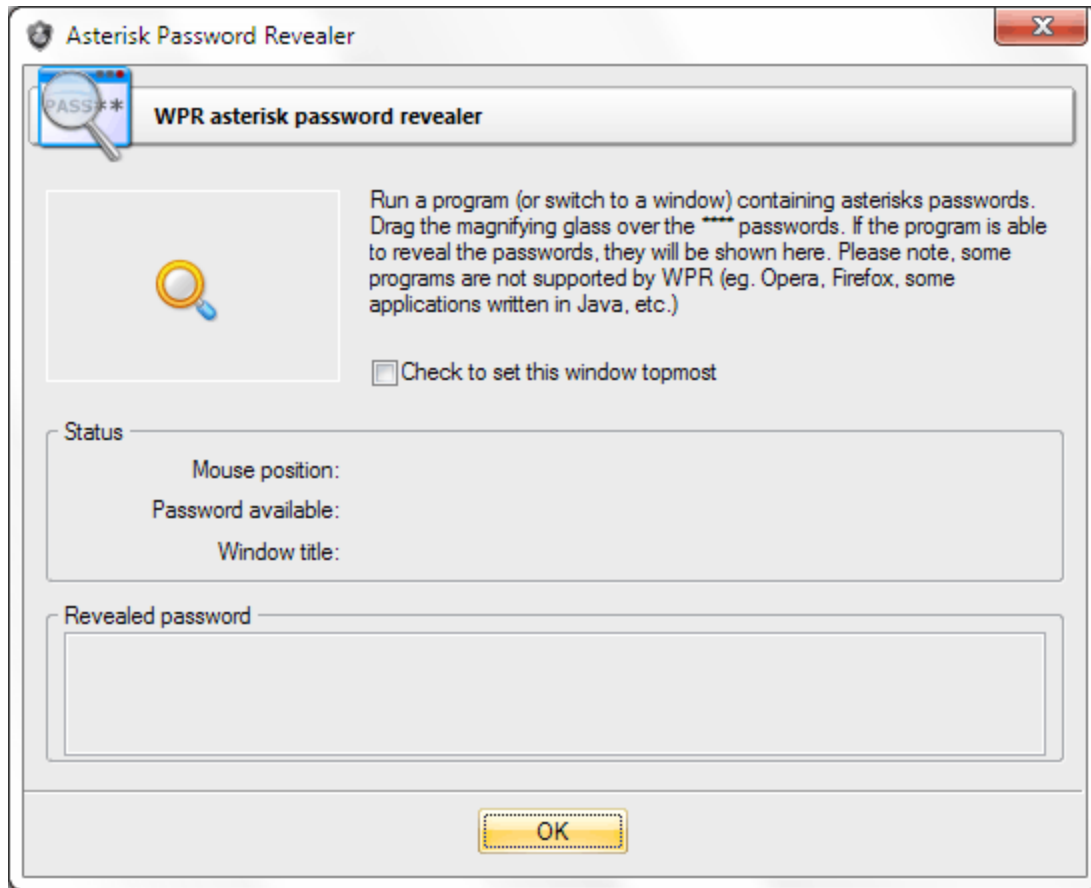 Asterisk Password Revealer
PASS**
WPR asterisk password revealer
Run a program (or switch to a window) containing asterisks passwords.
Drag the magnifying glass over the **** passwords. If the program is able
to reveal the passwords, they will be shown here. Please note, some
programs are not supported by WPR (eg. Opera, Firefox, some
applications written in Java, etc.)
Check to set this window topmost
Status
Mouse position:
Password available:
Window title:
Revealed password
OK